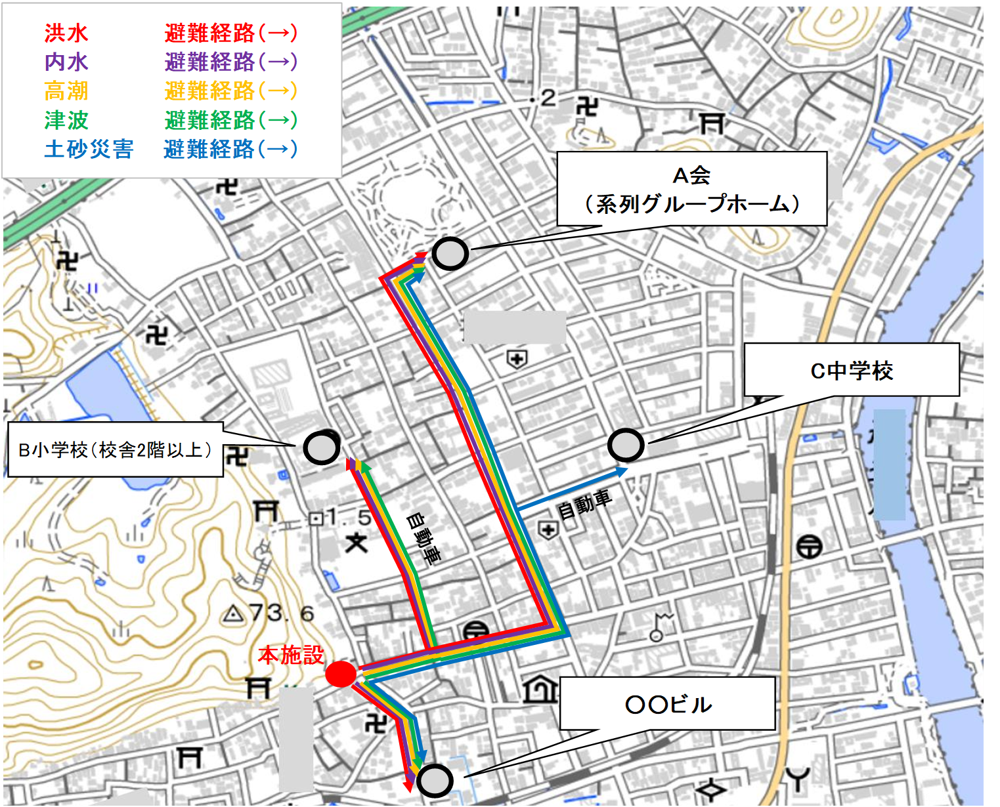 洪水　避難経路(→)
内水　避難経路(→)
高潮　避難経路(→)
津波　避難経路(→)
土砂災害　避難経路(→)
・2
A会
（系列グループホーム）
C中学校
B小学校（校舎2階以上）
自動車
1.5
自動車
73.6
本施設
〇〇ビル